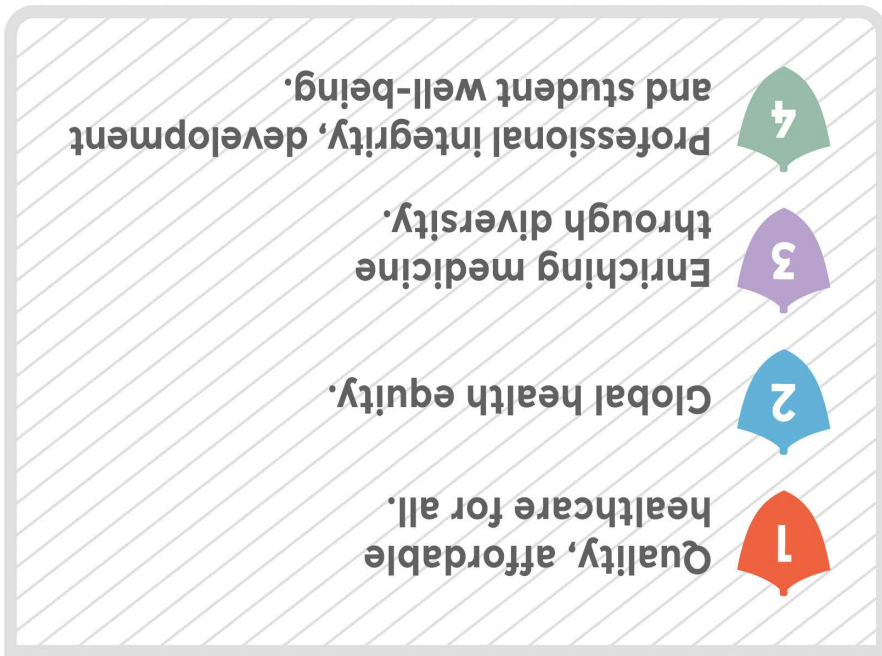 1
Quality, affordable
healthcare for all.
2
Global health equity.
3
Enriching medicine
through diversity.
4
Professional integrity, development
and student well-being.